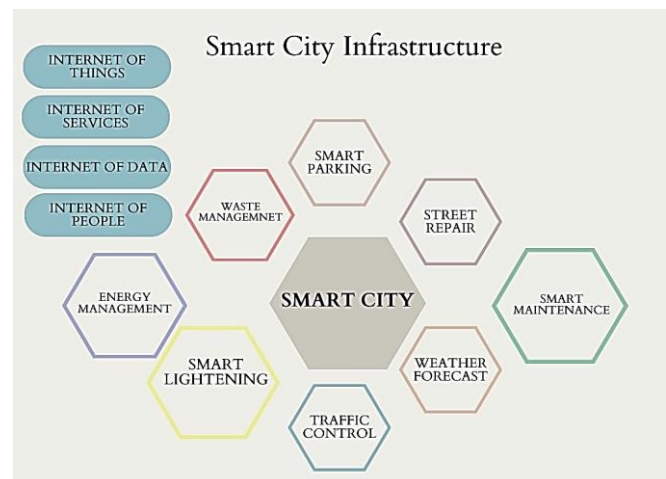 Smart City Infrastructure
INTERNET OF
THINGS
INTERNET OF
SERVICES
INTERNET OF DATA
INTERNET OF
PEOPLE
SMART
PARKING
WASTE
MANAGEMNET
STREET
REPAIR
ENERGY
MANAGEMENT
SMART CITY
SMART
MAINTENANCE
SMART
LIGHTENING
WEATHER
FORECAST
TRAFFIC
CONTROL